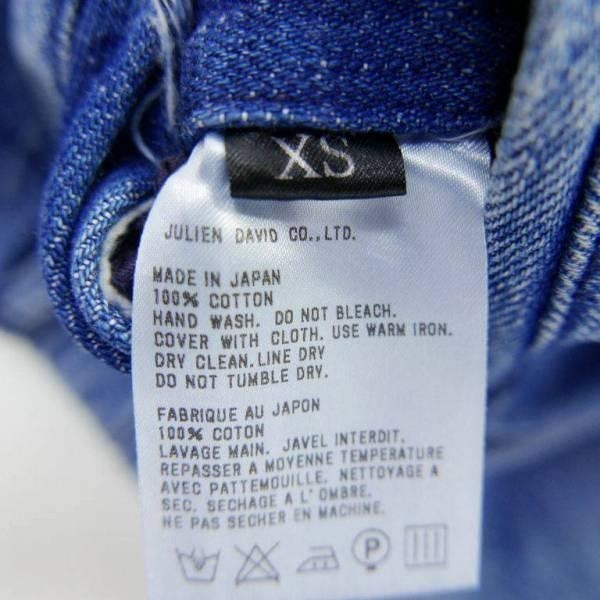 XS
JULIEN DAVID CO.,LTD.
MADE IN JAPAN
100% COTTON
HAND WASH. DO NOT BLEACH.
COVER WITH CLOTH. USE WARM IRON.
DRY CLEAN. LINE DRY
DO NOT TUMBLE DRY.
FABRIQUE AU JAPON
100% COTON
LAVAGE MAIN. JAVEL INTERDIT.
REPASSER A MOYENNE TEMPERATURE
AVEC PATTEMOUILLE. NETTOYAGE A
SEC. SECHAGE A L'OMBRE.
NE PAS SECHER EN MACHINE.
P